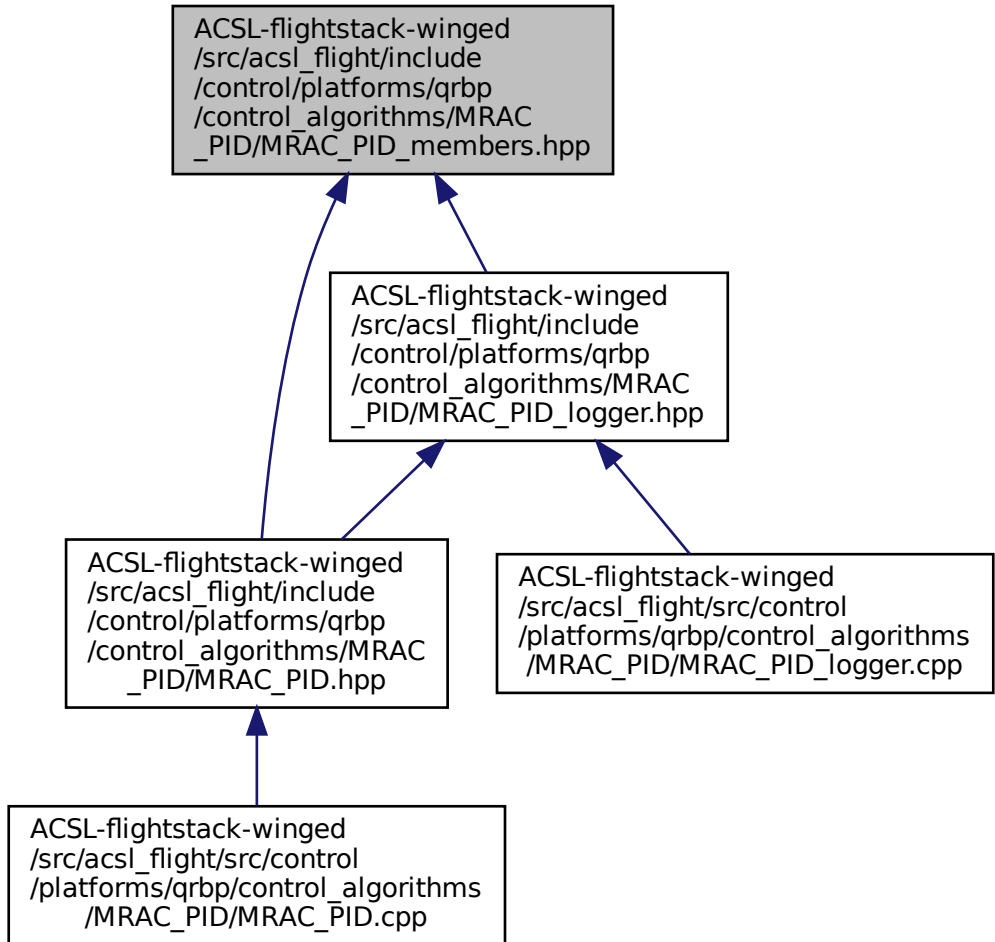 ACSL-flightstack-winged
/src/acsl_flight/include
/control/platforms/qrbp
/control_algorithms/MRAC
_PID/MRAC_PID_members.hpp
ACSL-flightstack-winged
/src/acsl_flight/include
/control/platforms/qrbp
/control_algorithms/MRAC
_PID/MRAC_PID_logger.hpp
ACSL-flightstack-winged
/src/acsl_flight/include
/control/platforms/qrbp
/control_algorithms/MRAC
_PID/MRAC_PID.hpp
ACSL-flightstack-winged
/src/acsl_flight/src/control
/platforms/qrbp/control_algorithms
/MRAC_PID/MRAC_PID_logger.cpp
ACSL-flightstack-winged
/src/acsl_flight/src/control
/platforms/qrbp/control_algorithms
/MRAC_PID/MRAC_PID.cpp